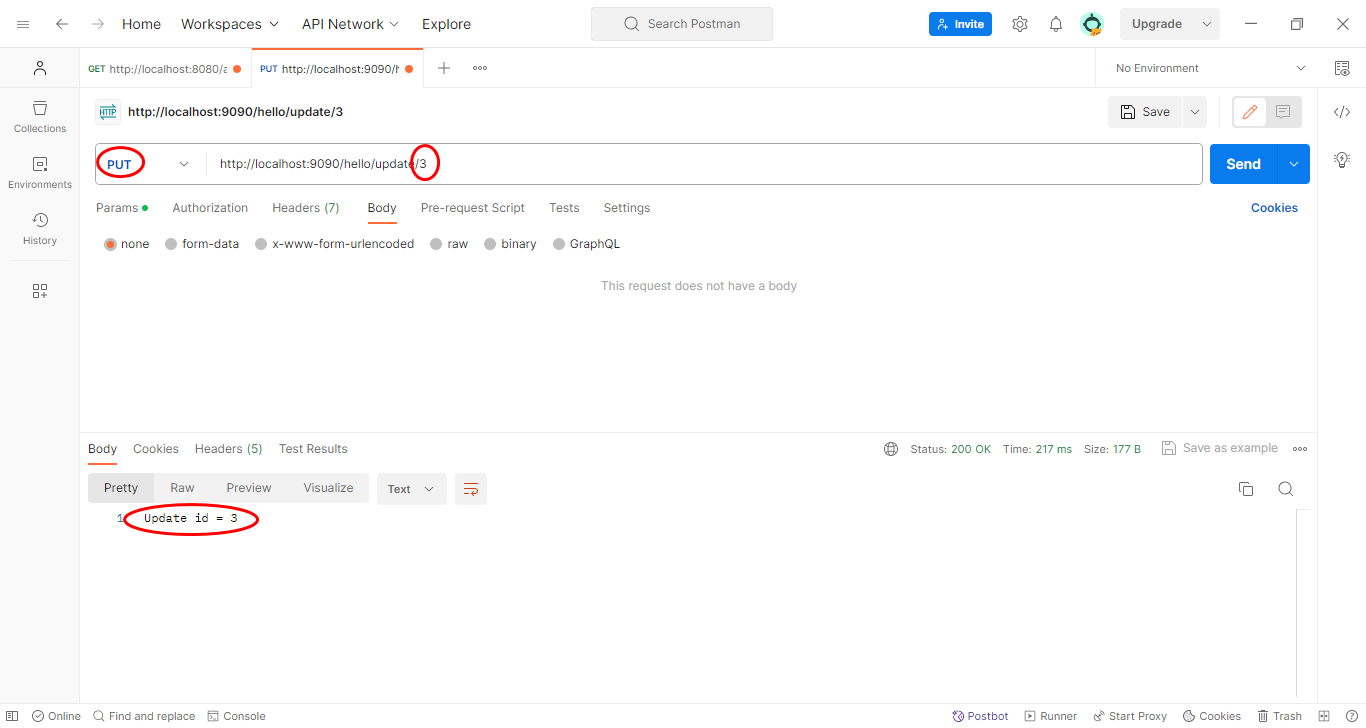 Home Workspaces API Network Explore Search Postman Invite Upgrade
GET http://localhost:8080/a PUT http://localhost:9090/h No Environment
HTTP http://localhost:9090/hello/update/3 Save
PUT http://localhost:9090/hello/update/3 Send
Params Authorization Headers (7) Body Pre-request Script Tests Settings Cookies
none form-data x-www-form-urlencoded raw binary GraphQL
This request does not have a body
Collections
Environments
History
Body Cookies Headers (5) Test Results Status: 200 OK Time: 217 ms Size: 177 B Save as example
Pretty Raw Preview Visualize Text
1 Update id = 3
Online Find and replace Console Postbot Runner Start Proxy Cookies Trash